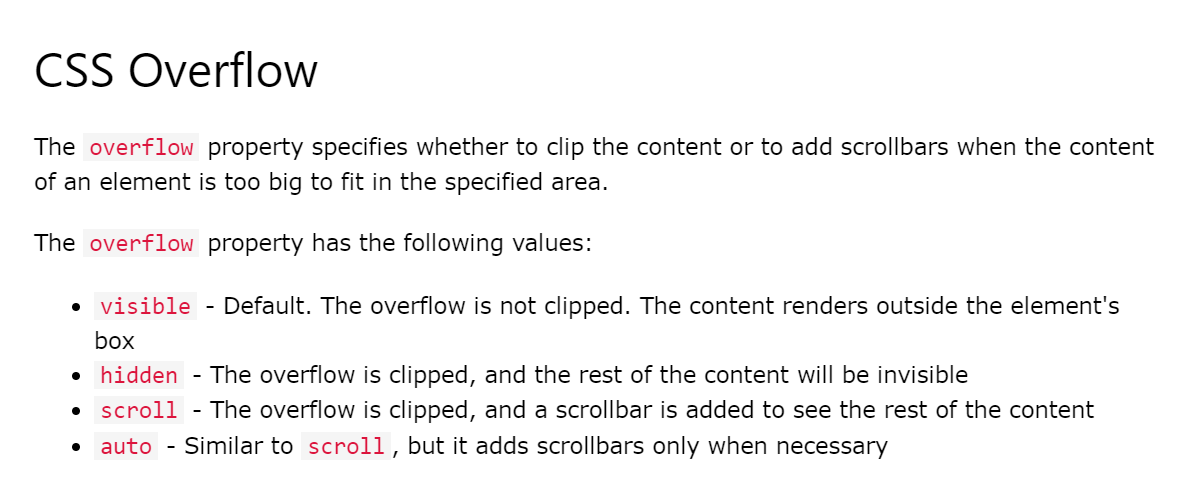 CSS Overflow
The overflow property specifies whether to clip the content or to add scrollbars when the content
of an element is too big to fit in the specified area.
The overflow property has the following values:
• visible - Default. The overflow is not clipped. The content renders outside the element's
box
• hidden - The overflow is clipped, and the rest of the content will be invisible
• scroll - The overflow is clipped, and a scrollbar is added to see the rest of the content
• auto - Similar to scroll, but it adds scrollbars only when necessary